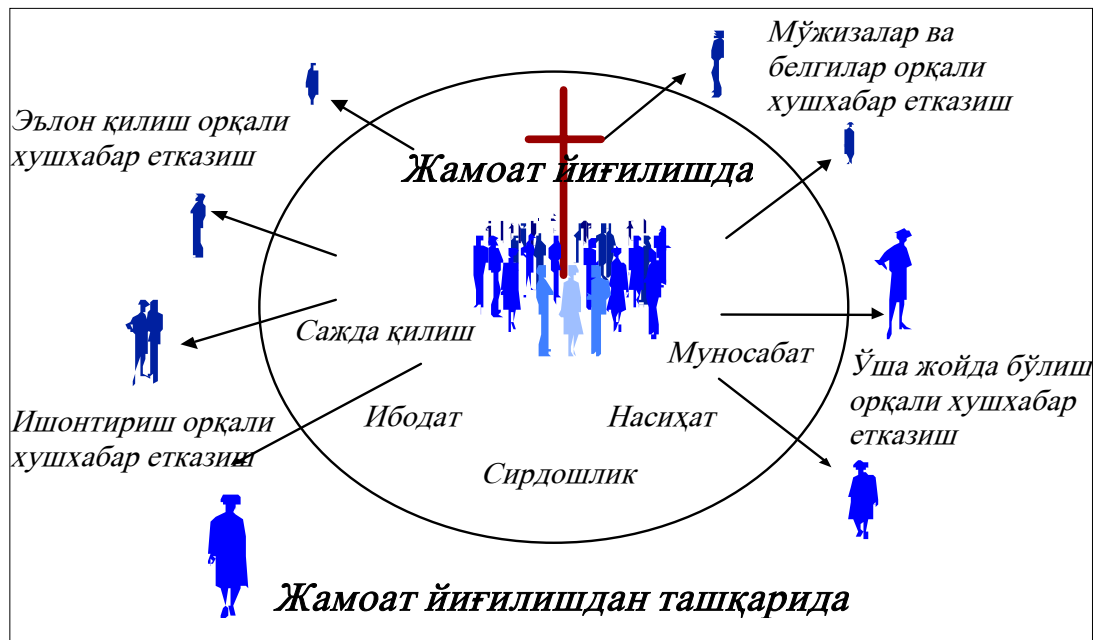 Мўжизалар ва
белгилар орқали
хушхабар етказиш
Эълон қилиш орқали
хушхабар етказиш
Жамоат йиғилишда
Сажда қилиш
Муносабат
Ўша жойда бўлиш
орқали хушхабар
етказиш
Ишонтириш орқали
хушхабар етказиш
Ибодат
Насиҳат
Сирдошлик
Жамоат йиғилишдан ташқарида